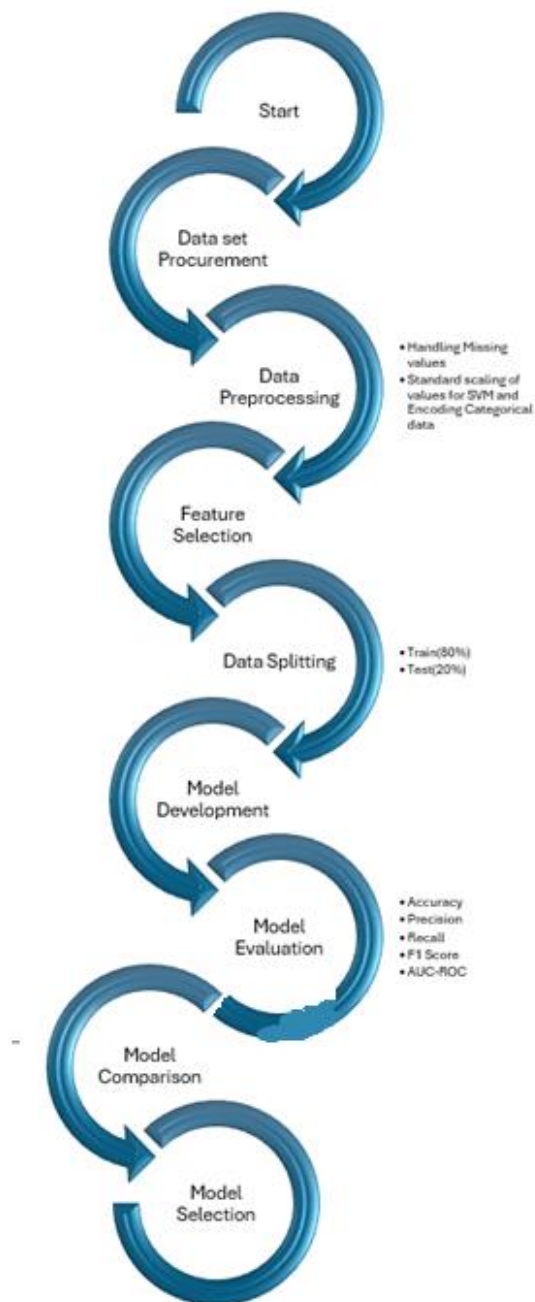 Start
Data set
Procurement
Data
Preprocessing
• Handling Missing
values
• Standard scaling of
values for SVM and
Encoding Categorical
data
Feature
Selection
Data Splitting
• Train(80%)
• Test(20%)
Model
Development
Model
Evaluation
• Accuracy
• Precision
• Recall
• F1 Score
• AUC-ROC
Model
Comparison
Model
Selection